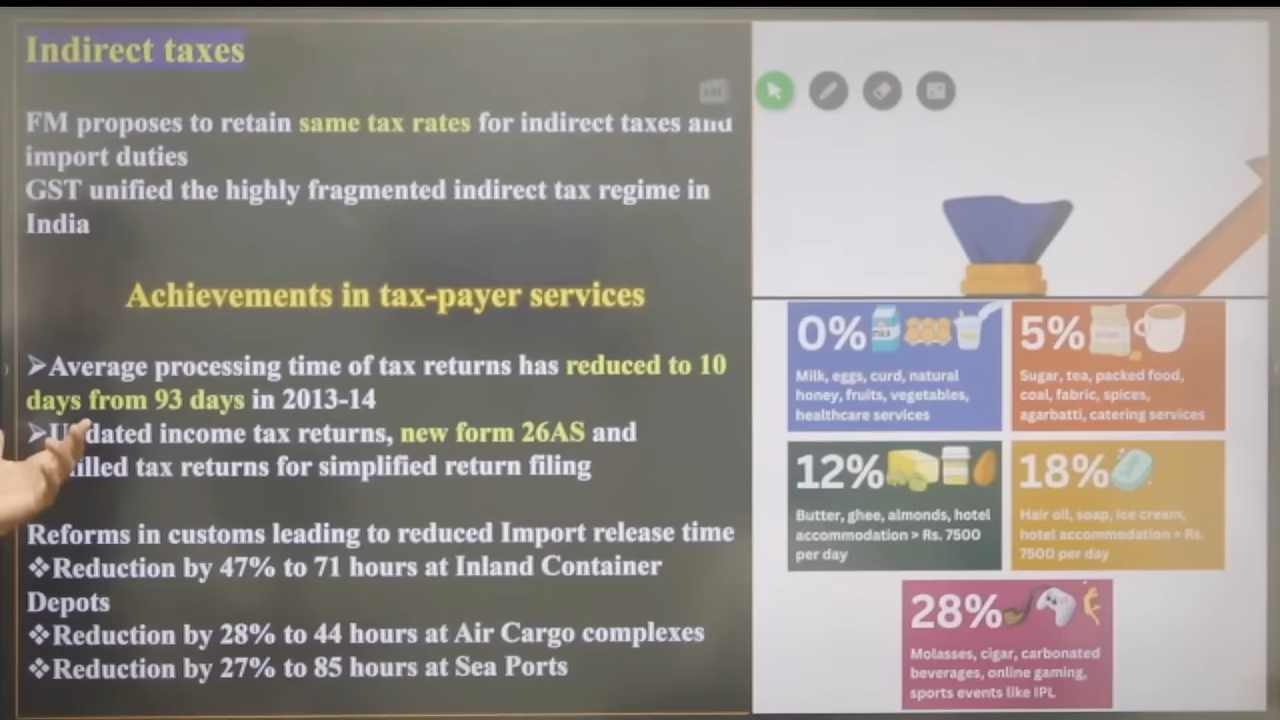 Indirect taxes
FM proposes to retain same tax rates for indirect taxes and
import duties
GST unified the highly fragmented indirect tax regime in
India
Achievements in tax-payer services
➢Average processing time of tax returns has reduced to 10
days from 93 days in 2013-14
➢Updated income tax returns, new form 26AS and
illed tax returns for simplified return filing
Reforms in customs leading to reduced Import release time
❖Reduction by 47% to 71 hours at Inland Container
Depots
❖Reduction by 28% to 44 hours at Air Cargo complexes
❖Reduction by 27% to 85 hours at Sea Ports
0%
MILK
Milk, eggs, curd, natural
honey, fruits, vegetables,
healthcare services
5%
Sugar, tea, packed food,
coal, fabric, spices,
agarbatti, catering services
12%
Butter, ghee, almonds, hotel
accommodation > Rs. 7500
per day
18%
Hair oil, soap, ice cream,
hotel accommodation > Rs.
7500 per day
28%
Molasses, cigar, carbonated
beverages, online gaming,
sports events like IPL